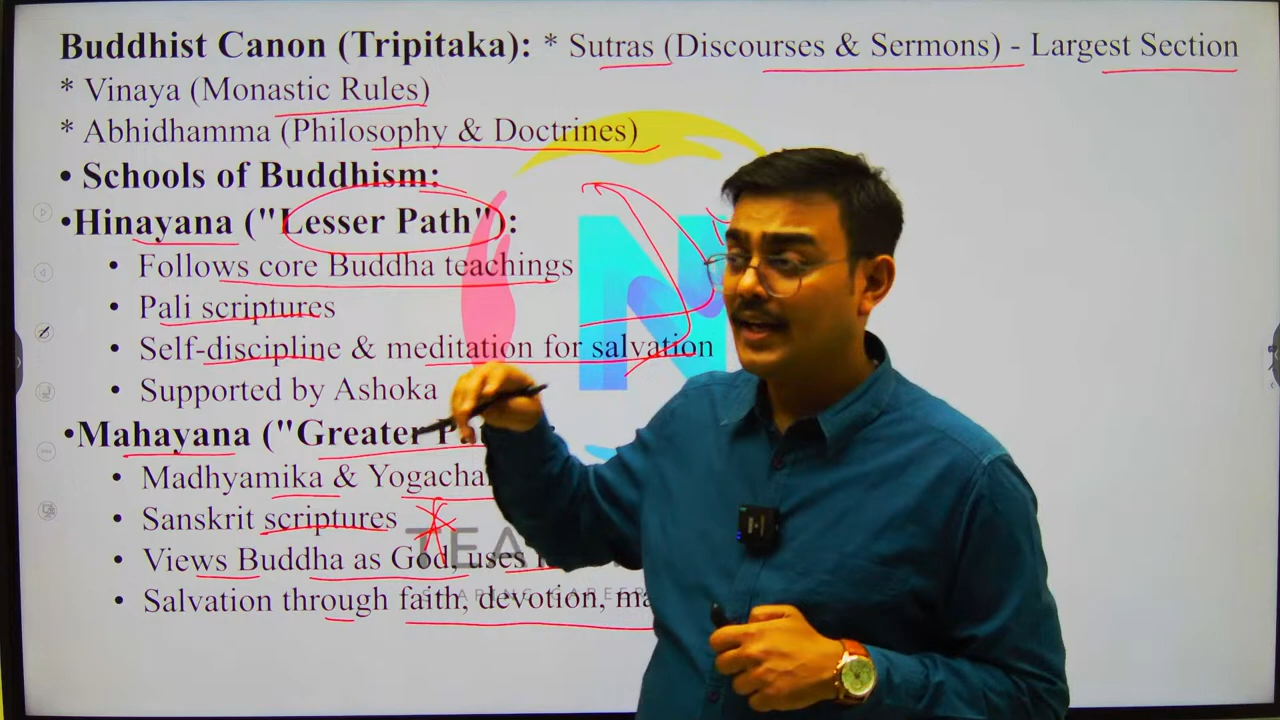 Buddhist Canon (Tripitaka): * Sutras (Discourses & Sermons) - Largest Section
* Vinaya (Monastic Rules)
* Abhidhamma (Philosophy & Doctrines)
• Schools of Buddhism:
•Hinayana ("Lesser Path"):
• Follows core Buddha teachings
• Pali scriptures
• Self-discipline & meditation for salvation
• Supported by Ashoka
•Mahayana ("Greater
• Madhyamika &
• Sanskrit scriptures
• Views Buddha as God, uses
• Salvation through faith, devotion,